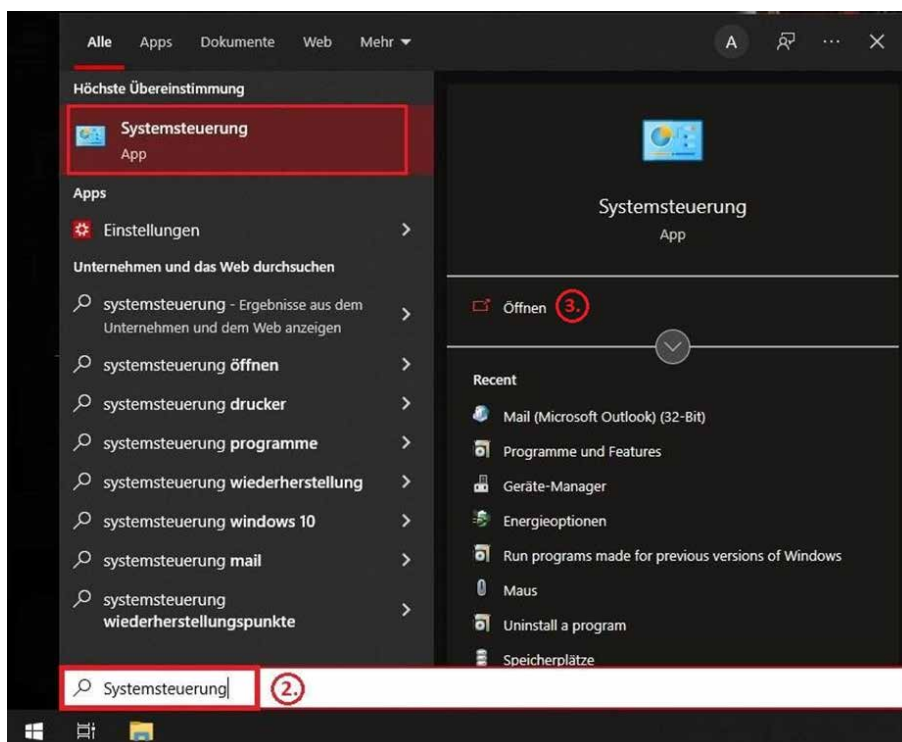 Alle Apps Dokumente Web Mehr
A
Höchste Übereinstimmung
Systemsteuerung
App
Apps
Einstellungen
Unternehmen und das Web durchsuchen
systemsteuerung - Ergebnisse aus dem
Unternehmen und dem Web anzeigen
systemsteuerung öffnen
systemsteuerung drucker
systemsteuerung programme
systemsteuerung wiederherstellung
systemsteuerung windows 10
systemsteuerung mail
systemsteuerung
wiederherstellungspunkte
Systemsteuerung
App
Öffnen 3.
Recent
Mail (Microsoft Outlook) (32-Bit)
Programme und Features
Geräte-Manager
Energieoptionen
Run programs made for previous versions of Windows
Maus
Uninstall a program
Speicherplätze
Systemsteuerung 2.